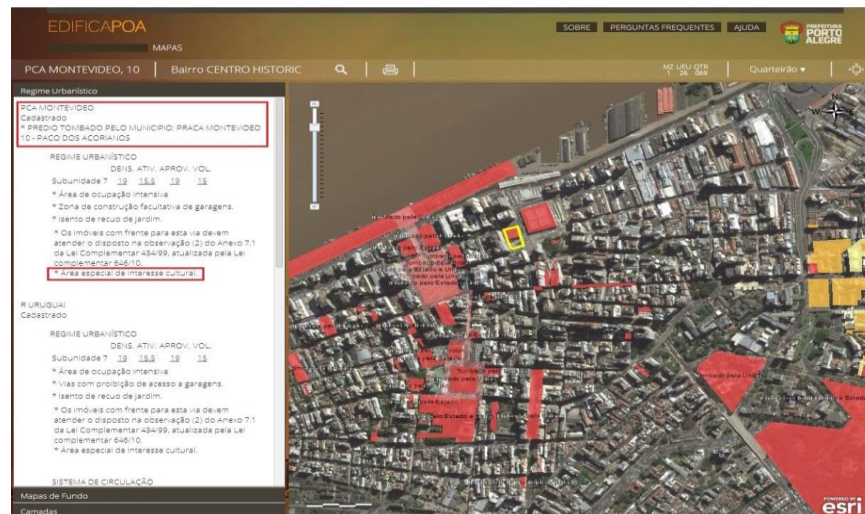 EDIFICAPOA
MAPAS
SOBRE
PERGUNTAS FREQUENTES
AJUDA
PREFEITURA
PORTO
ALEGRE
PCA MONTEVIDEO, 10
Bairro CENTRO HISTORIC
MZ UEU QTR
1 26 069
Quarteirão
Regime Urbanístico
PCA MONTEVIDEO
Cadastrado
* PREDIO TOMBADO PELO MUNICIPIO: PRAÇA MONTEVIDEO
10 - PACO DOS ACORIANOS
REGIME URBANÍSTICO
DENS. ATIV. APROV. VOL.
Subunidade 7 19 15.5 19 15
* Área de ocupação intensiva
* Zona de construção facultativa de garagens.
* Isento de recuo de jardim.
* Os imóveis com frente para esta via devem
atender o disposto na observação (2) do Anexo 7.1
da Lei Complementar 434/99, atualizada pela Lei
complementar 646/10.
* Área especial de interesse cultural.
R URUGUAI
Cadastrado
REGIME URBANÍSTICO
DENS. ATIV. APROV. VOL.
Subunidade 7 19 15.5 19 15
* Área de ocupação intensiva
* Vias com proibição de acesso a garagens.
* Isento de recuo de jardim.
* Os imóveis com frente para esta via devem
atender o disposto na observação (2) do Anexo 7.1
da Lei Complementar 434/99, atualizada pela Lei
complementar 646/10.
* Área especial de interesse cultural.
SISTEMA DE CIRCULAÇÃO
Mapas de Fundo
Camadas
POWERED BY
esri